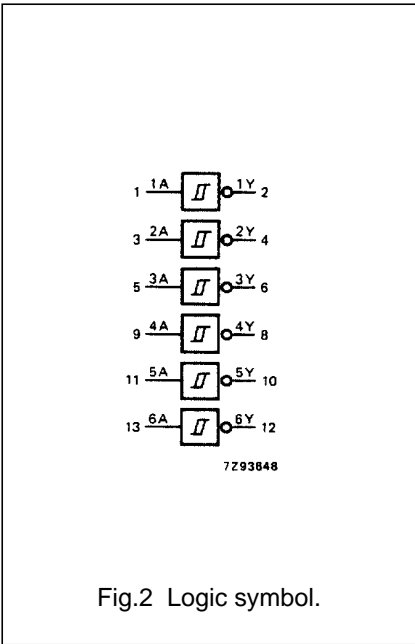 1 1A 1Y 2
3 2A 2Y 4
5 3A 3Y 6
9 4A 4Y 8
11 5A 5Y 10
13 6A 6Y 12
7Z93848
Fig.2 Logic symbol.